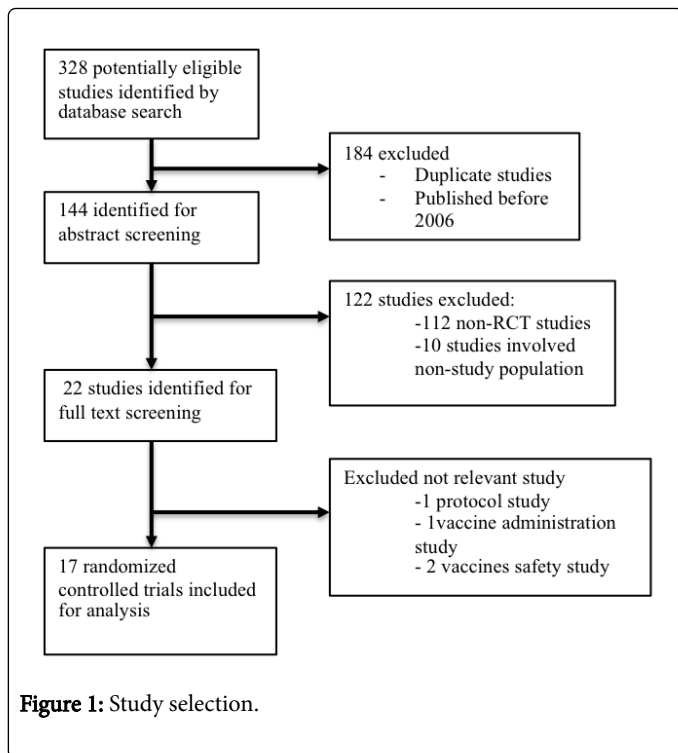 328 potentially eligible
studies identified by
database search
184 excluded
- Duplicate studies
- Published before
2006
144 identified for
abstract screening
122 studies excluded:
-112 non-RCT studies
-10 studies involved
non-study population
22 studies identified for
full text screening
Excluded not relevant study
-1 protocol study
- 1vaccine administration
study
- 2 vaccines safety study
17 randomized
controlled trials included
for analysis
Figure 1: Study selection.